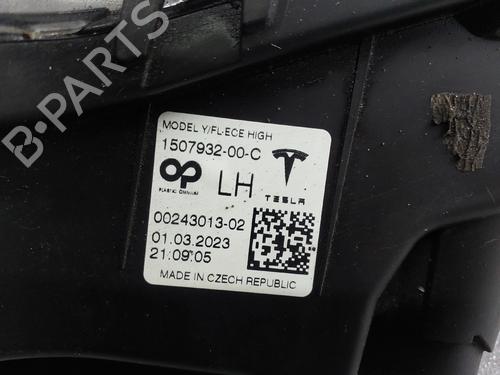 MODEL Y/FL-ECE HIGH
1507932-00-C
OP
PLASTIC OMNIUM
LH
TESLA
00243013-02
01.03.2023
21:09:05
MADE IN CZECH REPUBLIC
B-PARTS